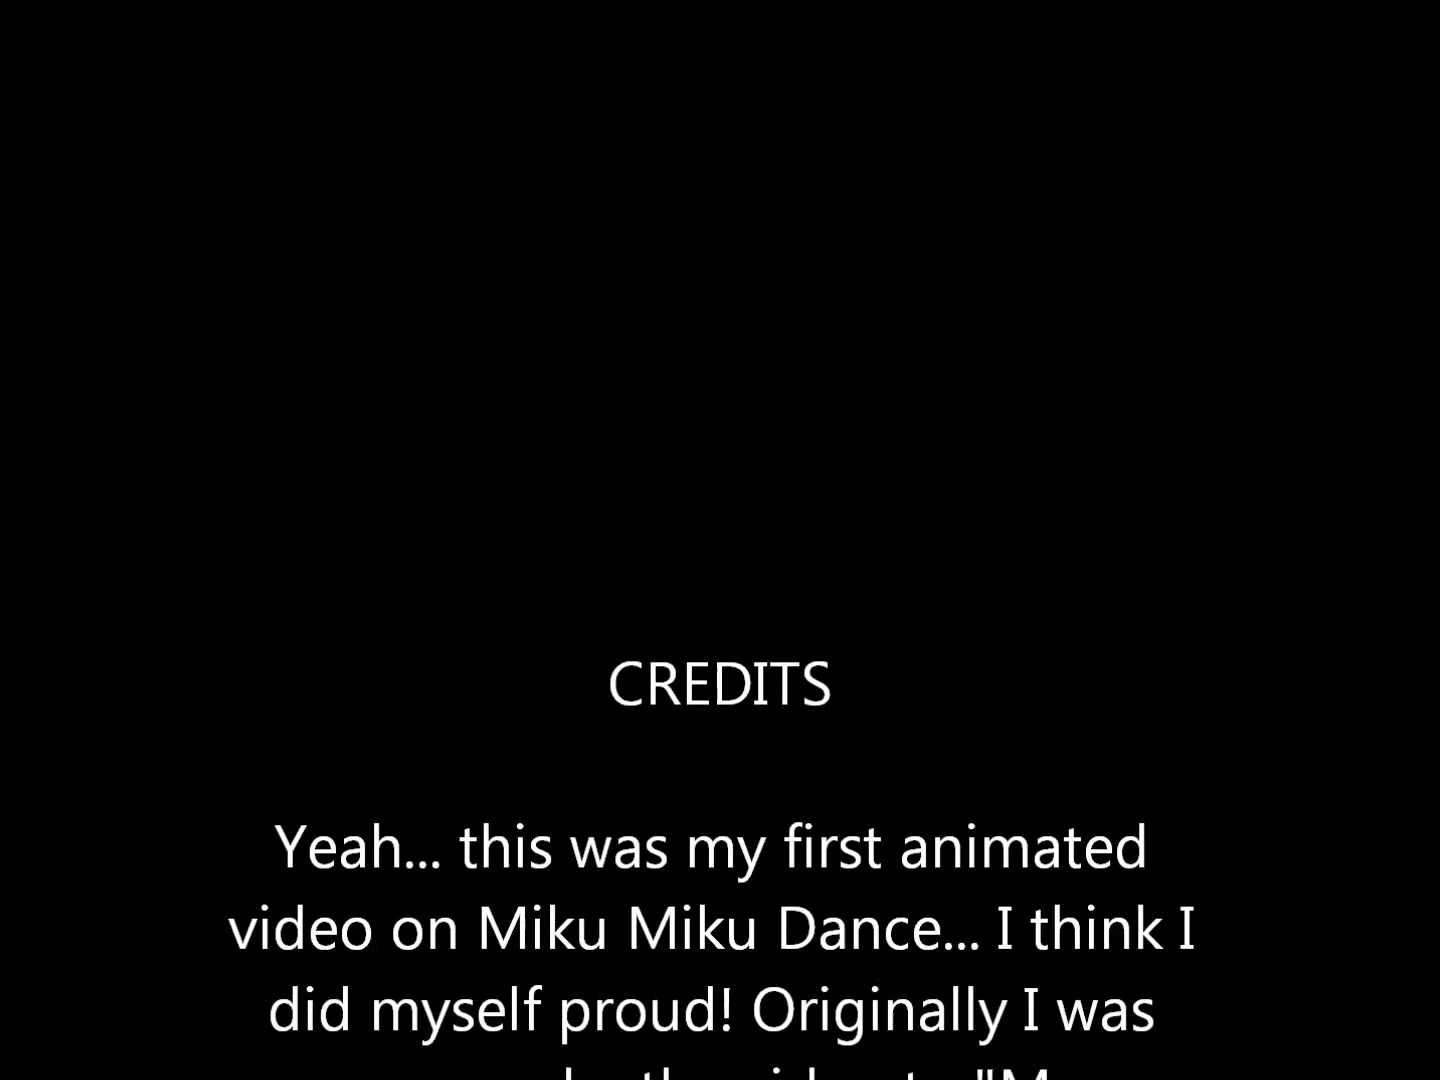 CREDITS
Yeah... this was my first animated
video on Miku Miku Dance... I think I
did myself proud! Originally I was